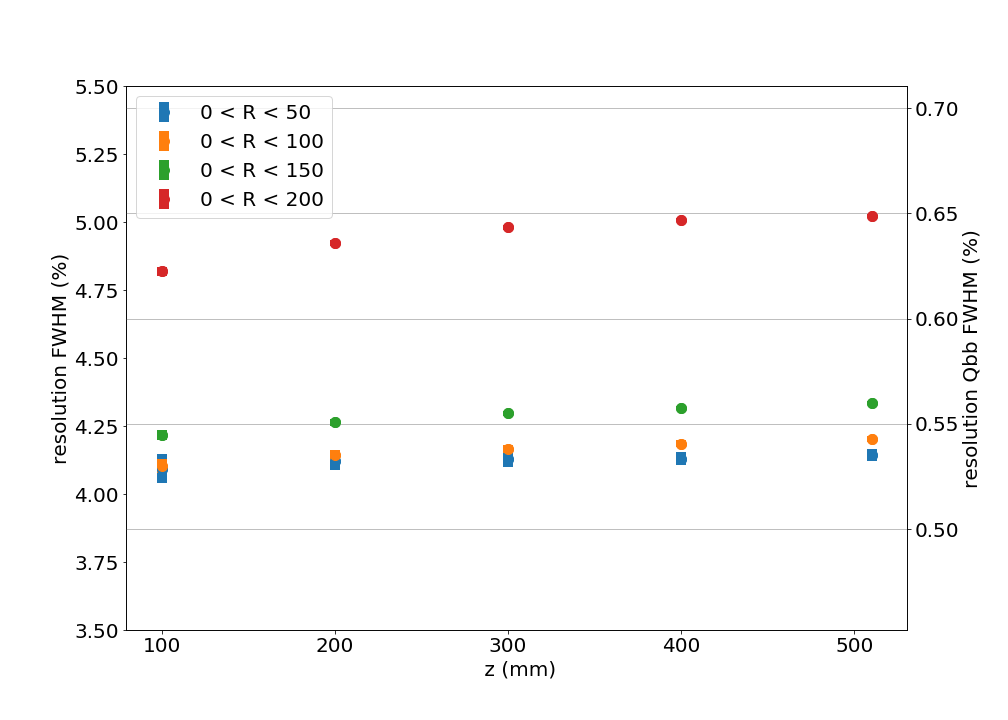 5.50
5.25
5.00
4.75
4.50
4.25
4.00
3.75
3.50
resolution FWHM (%)
0 < R < 50
0 < R < 100
0 < R < 150
0 < R < 200
0.70
0.65
0.60
0.55
0.50
resolution Qbb FWHM (%)
100 200 300 400 500
z (mm)